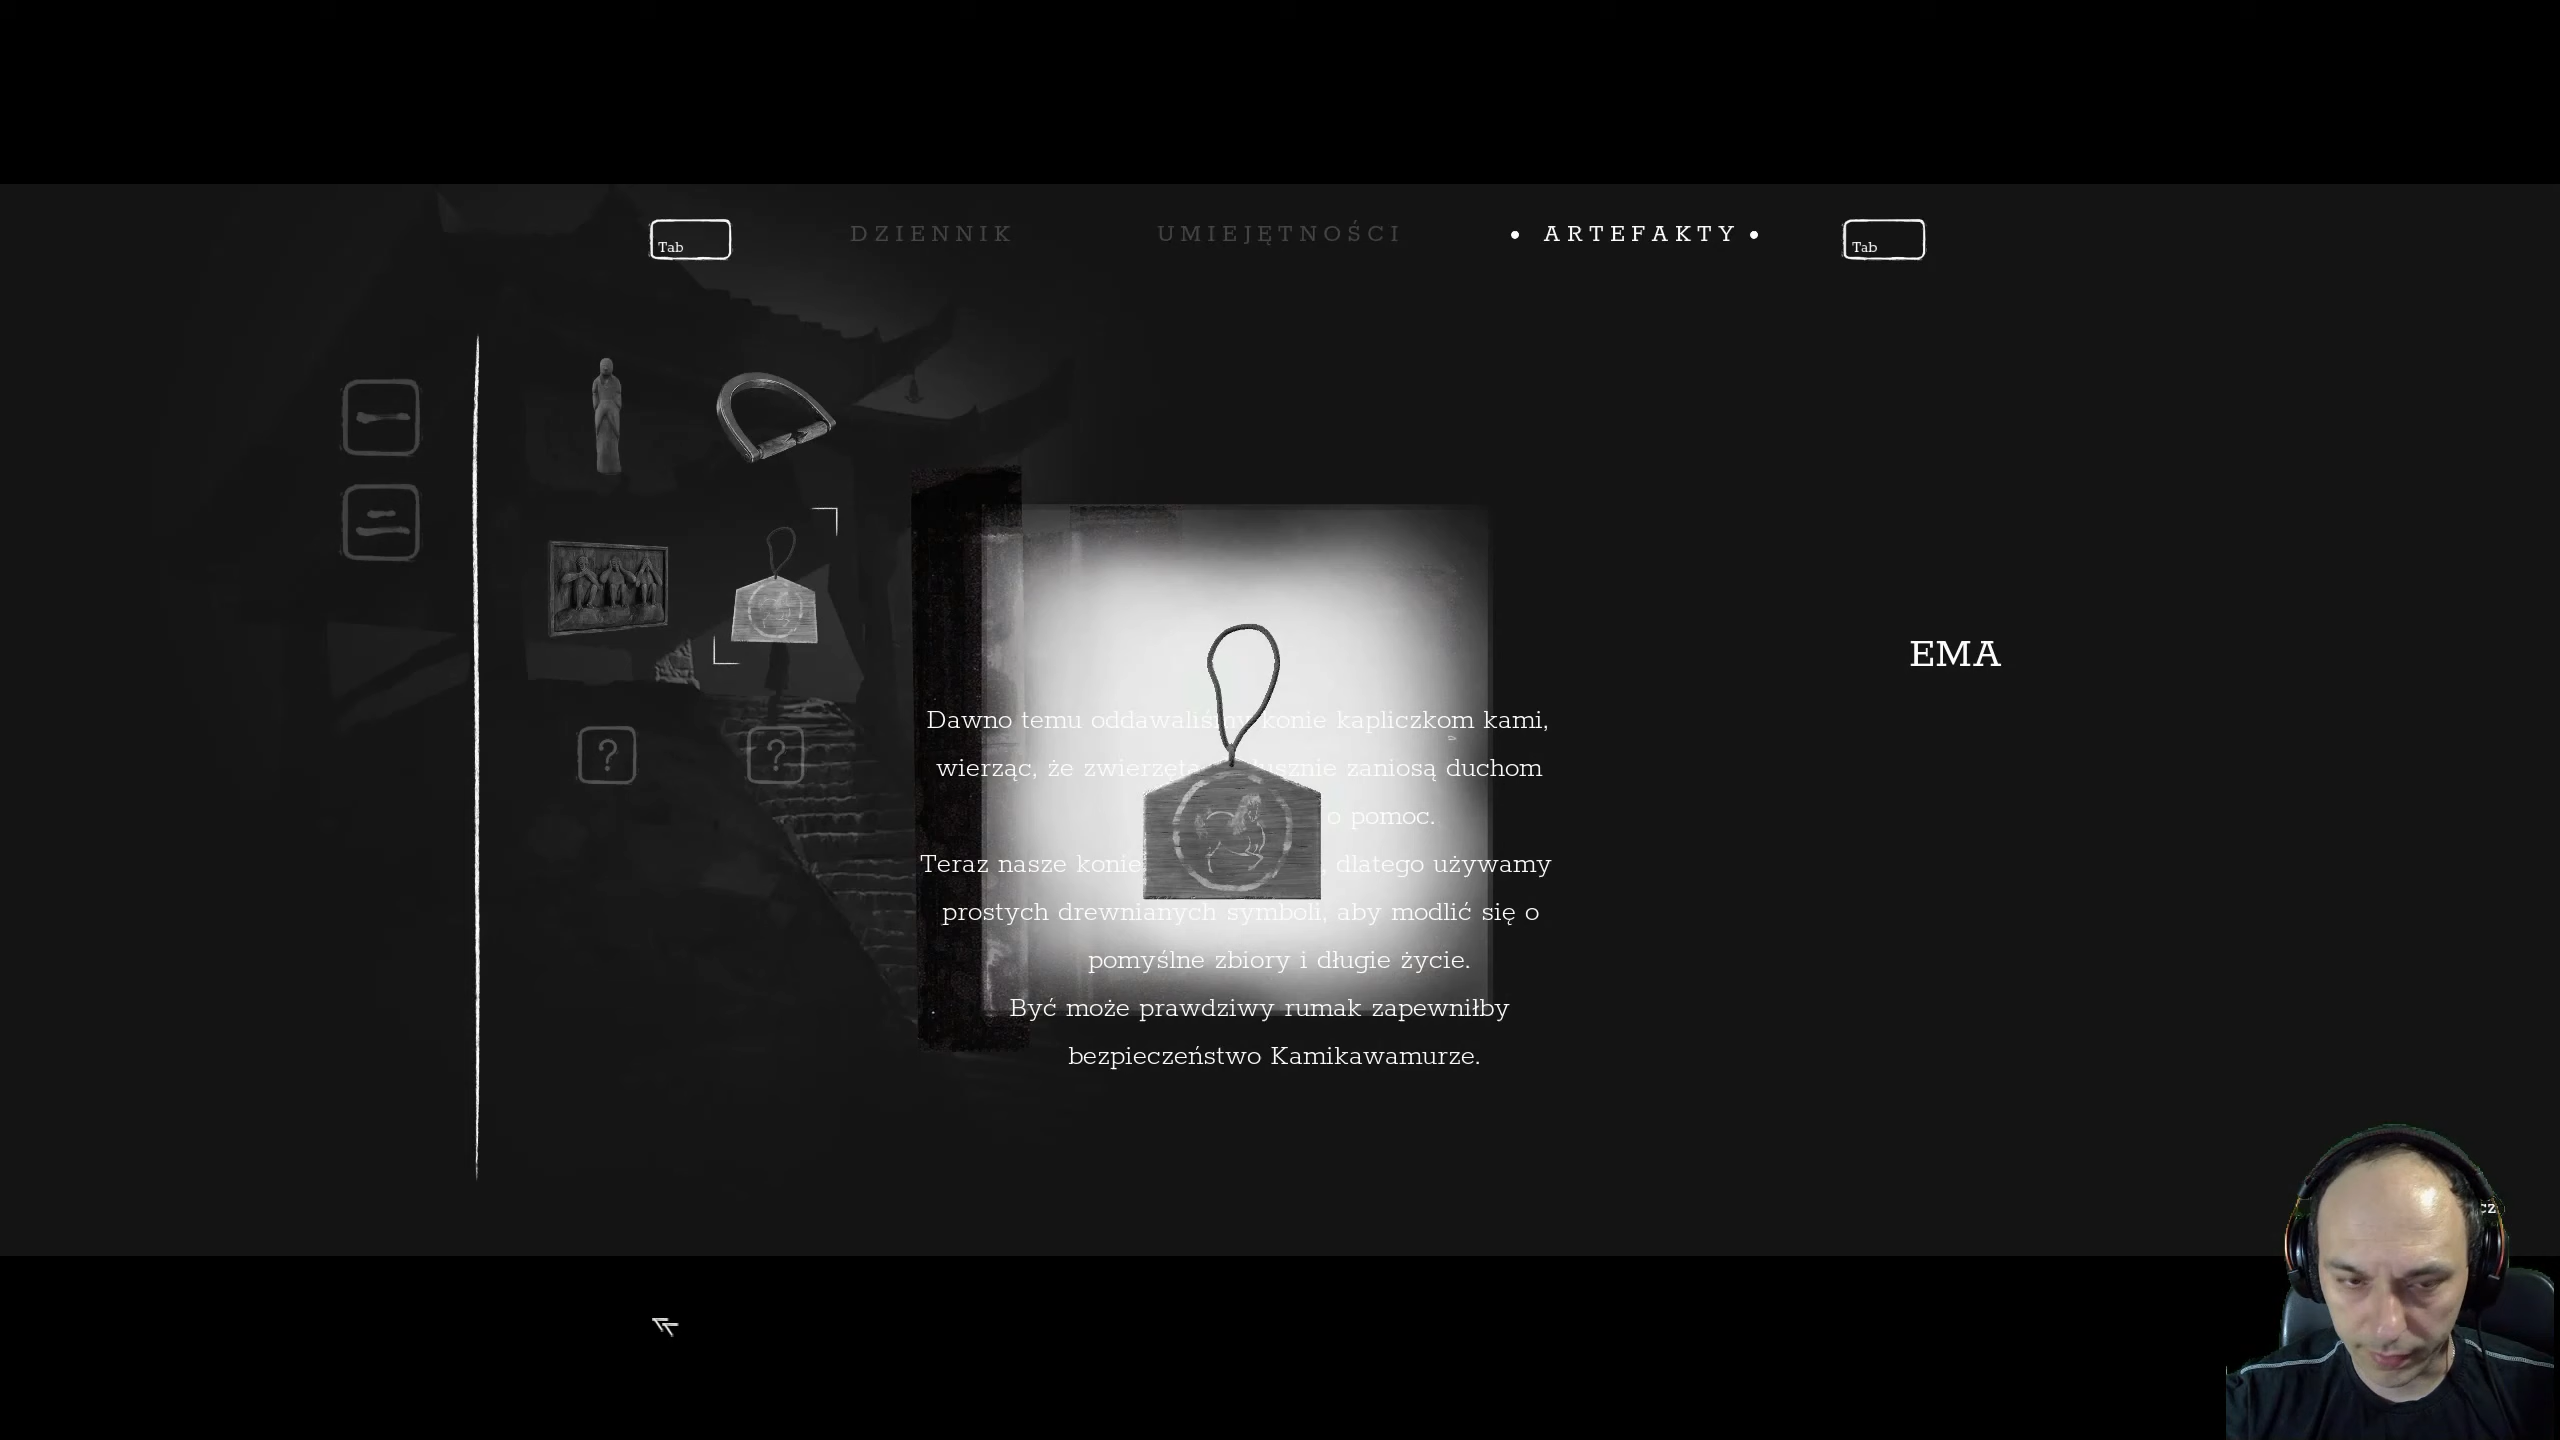 Tab
DZIENNIK
UMIEJĘTNOŚCI
• ARTEFAKTY •
Tab
一
二
?
?
EMA
Dawno temu oddawaliśmy konie kapliczkom kami,
wierząc, że zwierzęta zaniosą duchom
o pomoc.
Teraz nasze konie dlatego używamy
prostych drewnianych symboli, aby modlić się o
pomyślne zbiory i długie życie.
Być może prawdziwy rumak zapewniłby
bezpieczeństwo Kamikawamurze.